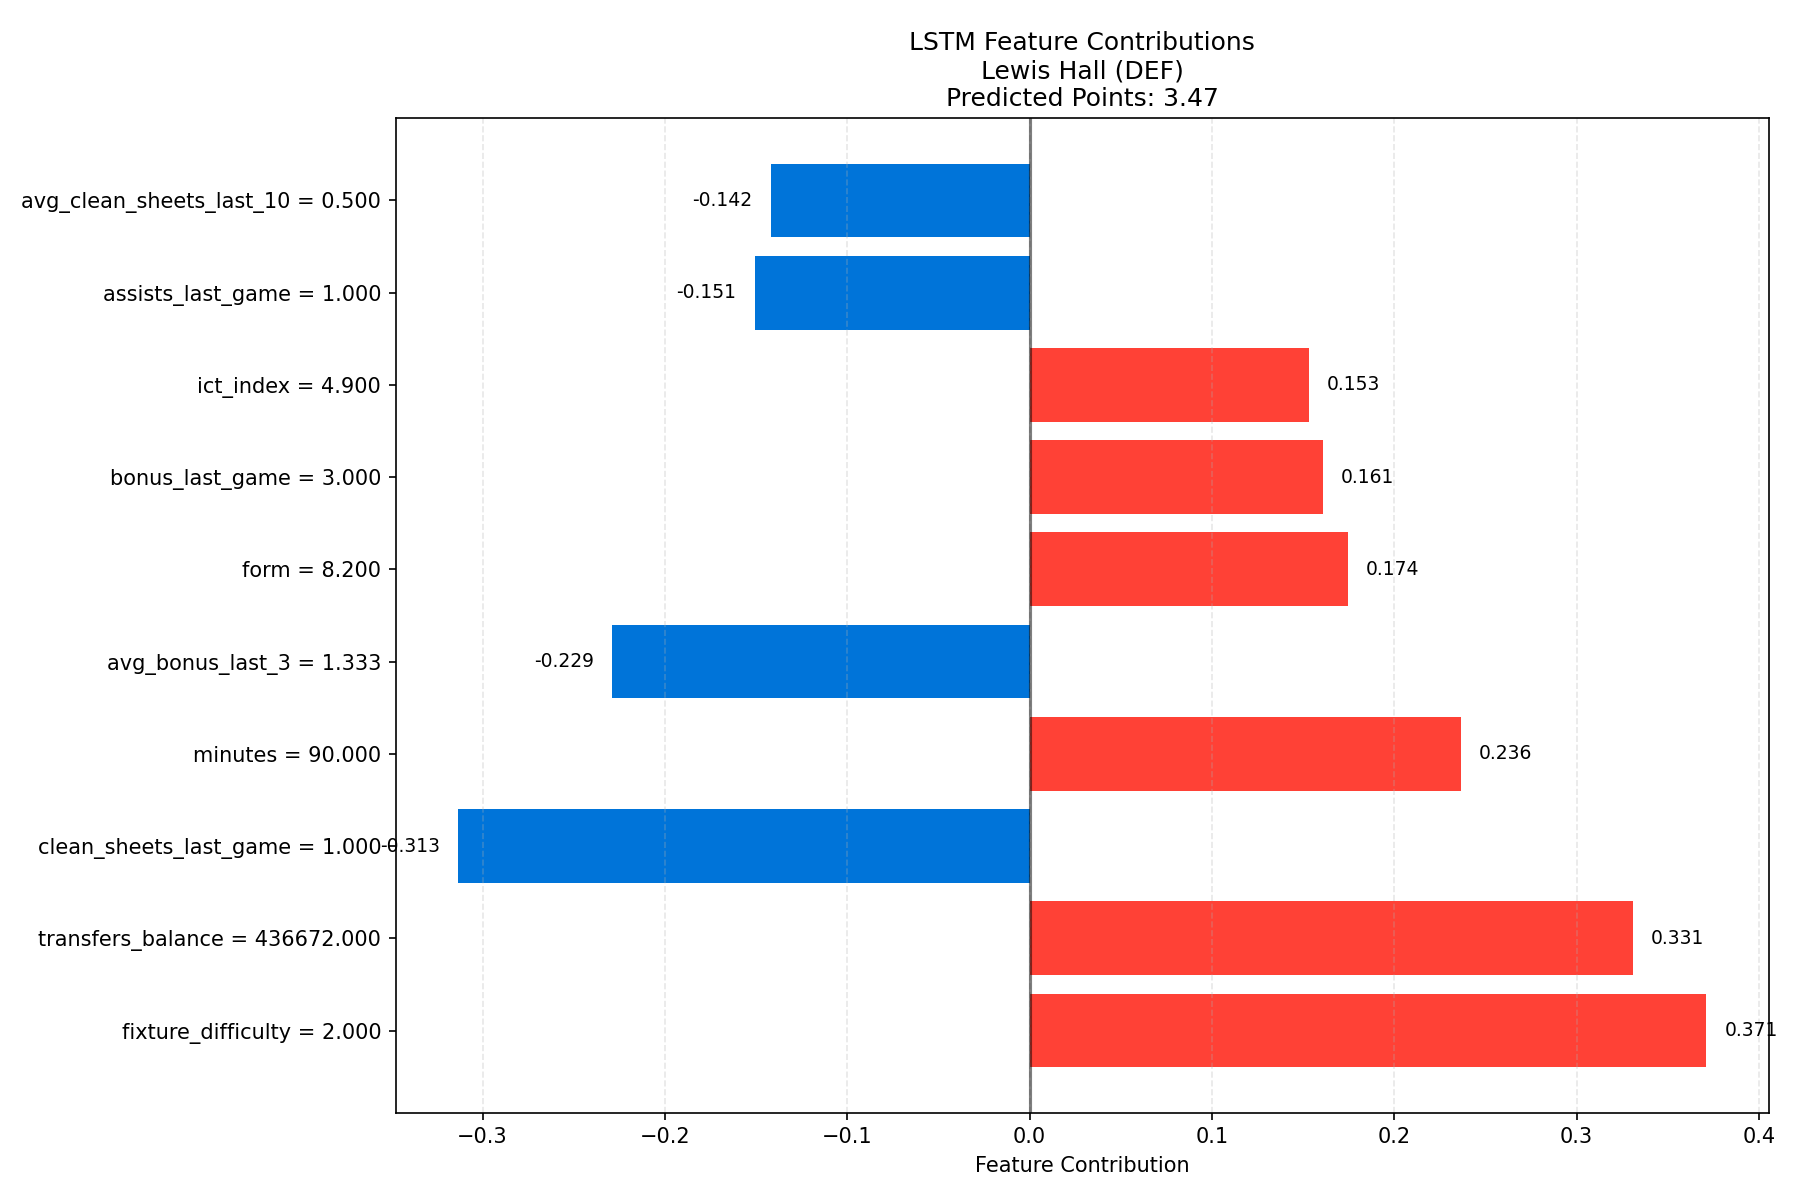 LSTM Feature Contributions
Lewis Hall (DEF)
Predicted Points: 3.47
avg_clean_sheets_last_10 = 0.500
-0.142
assists_last_game = 1.000
-0.151
ict_index = 4.900
0.153
bonus_last_game = 3.000
0.161
form = 8.200
0.174
avg_bonus_last_3 = 1.333
-0.229
minutes = 90.000
0.236
clean_sheets_last_game = 1.000
-0.313
transfers_balance = 436672.000
0.331
fixture_difficulty = 2.000
0.371
−0.3 −0.2 −0.1 0.0 0.1 0.2 0.3 0.4
Feature Contribution